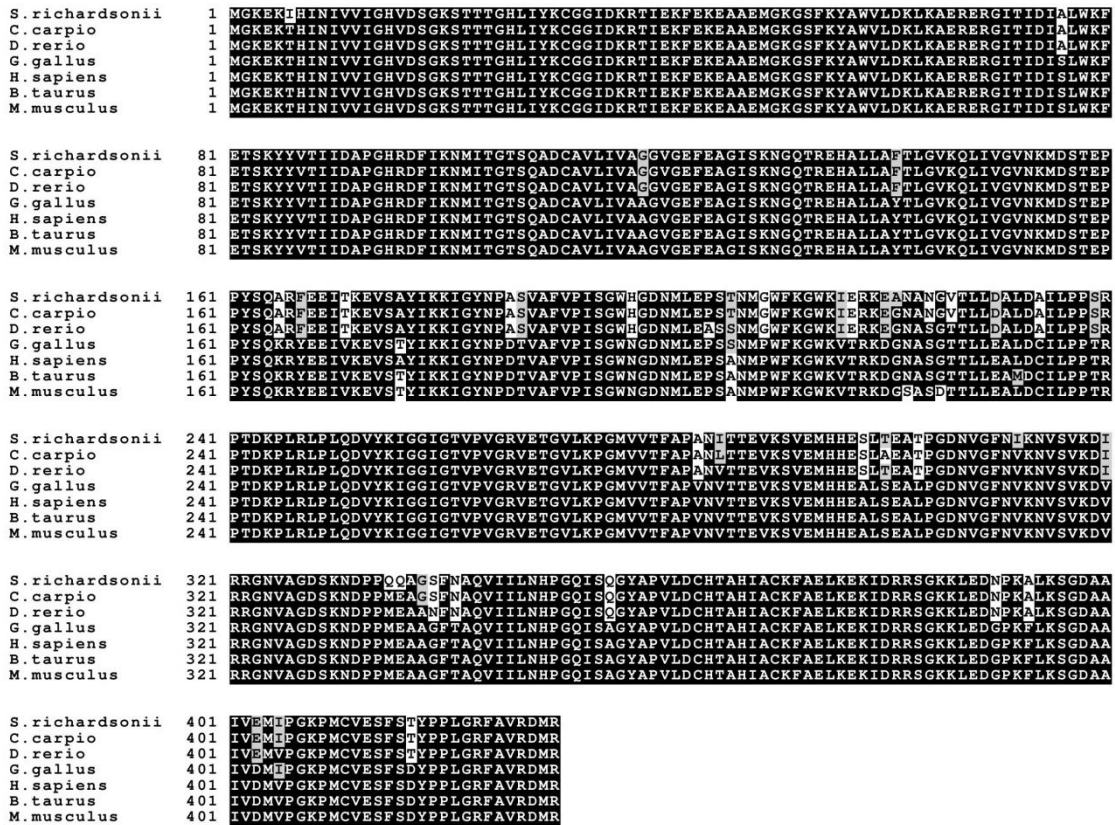 S.richardsonii 1 MGKEKIHINIVVIGHVDSGKSTTTGHLIYKCGGIDKRTIEKFEKEAAEMGKGSFKYAWVLDKLKAERERGITIDIALWKF
C.carpio 1 MGKEKTHINIVVIGHVDSGKSTTTGHLIYKCGGIDKRTIEKFEKEAAEMGKGSFKYAWVLDKLKAERERGITIDIALWKF
D.rerio 1 MGKEKTHINIVVIGHVDSGKSTTTGHLIYKCGGIDKRTIEKFEKEAAEMGKGSFKYAWVLDKLKAERERGITIDIALWKF
G.gallus 1 MGKEKTHINIVVIGHVDSGKSTTTGHLIYKCGGIDKRTIEKFEKEAAEMGKGSFKYAWVLDKLKAERERGITIDISLWKF
H.sapiens 1 MGKEKTHINIVVIGHVDSGKSTTTGHLIYKCGGIDKRTIEKFEKEAAEMGKGSFKYAWVLDKLKAERERGITIDISLWKF
B.taurus 1 MGKEKTHINIVVIGHVDSGKSTTTGHLIYKCGGIDKRTIEKFEKEAAEMGKGSFKYAWVLDKLKAERERGITIDISLWKF
M.musculus 1 MGKEKTHINIVVIGHVDSGKSTTTGHLIYKCGGIDKRTIEKFEKEAAEMGKGSFKYAWVLDKLKAERERGITIDISLWKF
S.richardsonii 81 ETSKYYVTIIDAPGHRDFIKNMITGTSQADCAVLIVAGGVGEFEAGISKNGQTREHALLAFTLGVKQLIVGVNKMDSTEP
C.carpio 81 ETSKYYVTIIDAPGHRDFIKNMITGTSQADCAVLIVAGGVGEFEAGISKNGQTREHALLAFTLGVKQLIVGVNKMDSTEP
D.rerio 81 ETSKYYVTIIDAPGHRDFIKNMITGTSQADCAVLIVAGGVGEFEAGISKNGQTREHALLAFTLGVKQLIVGVNKMDSTEP
G.gallus 81 ETSKYYVTIIDAPGHRDFIKNMITGTSQADCAVLIVAAGVGEFEAGISKNGQTREHALLAYTLGVKQLIVGVNKMDSTEP
H.sapiens 81 ETSKYYVTIIDAPGHRDFIKNMITGTSQADCAVLIVAAGVGEFEAGISKNGQTREHALLAYTLGVKQLIVGVNKMDSTEP
B.taurus 81 ETSKYYVTIIDAPGHRDFIKNMITGTSQADCAVLIVAAGVGEFEAGISKNGQTREHALLAYTLGVKQLIVGVNKMDSTEP
M.musculus 81 ETSKYYVTIIDAPGHRDFIKNMITGTSQADCAVLIVAAGVGEFEAGISKNGQTREHALLAYTLGVKQLIVGVNKMDSTEP
S.richardsonii 161 PYSQARFEEITKEVSAYIKKIGYNPASVAFVPISGWHGDNMLEPSTNMGWFKGWKIERKEANANGVTLLDALDAILPPSR
C.carpio 161 PYSQARFEEITKEVSAYIKKIGYNPASVAFVPISGWHGDNMLEPSTNMGWFKGWKIERKEANANGVTLLDALDAILPPSR
D.rerio 161 PYSQARFEEITKEVSAYIKKIGYNPASVAFVPISGWHGDNMLEASSNMGWFKGWKIERKEGNASGTTLLDALDAILPPSR
G.gallus 161 PYSQKRYEEIVKEVSTYIKKIGYNPDTVAFVPISGWNGDNMLEPSSNMPWFKGWKVTRKDGNASGTTLLEALDCILPPTR
H.sapiens 161 PYSQKRYEEIVKEVSAYIKKIGYNPDTVAFVPISGWNGDNMLEPSANMPWFKGWKVTRKDGNASGTTLLEALDCILPPTR
B.taurus 161 PYSQKRYEEIVKEVSTYIKKIGYNPDTVAFVPISGWNGDNMLEPSANMPWFKGWKVTRKDGNASGTTLLEAMDCILPPTR
M.musculus 161 PYSQKRYEEIVKEVSTYIKKIGYNPDTVAFVPISGWNGDNMLEPSANMPWFKGWKVTRKDGSASDTTLLEALDCILPPTR
S.richardsonii 241 PTDKPLRLPLQDVYKIGGIGTVPVGRVETGVLKPGMVVTFAPANITTEVKSVEMHHESLTEATPGDNVGFNIKNVSVKDI
C.carpio 241 PTDKPLRLPLQDVYKIGGIGTVPVGRVETGVLKPGMVVTFAPANLTTEVKSVEMHHESLAEATPGDNVGFNVKNVSVKDI
D.rerio 241 PTDKPLRLPLQDVYKIGGIGTVPVGRVETGVLKPGMVVTFAPANVTTEVKSVEMHHESLTEATPGDNVGFNVKNVSVKDI
G.gallus 241 PTDKPLRLPLQDVYKIGGIGTVPVGRVETGVLKPGMVVTFAPVNVTTEVKSVEMHHEALSEALPGDNVGFNVKNVSVKDV
H.sapiens 241 PTDKPLRLPLQDVYKIGGIGTVPVGRVETGVLKPGMVVTFAPVNVTTEVKSVEMHHEALSEALPGDNVGFNVKNVSVKDV
B.taurus 241 PTDKPLRLPLQDVYKIGGIGTVPVGRVETGVLKPGMVVTFAPVNVTTEVKSVEMHHEALSEALPGDNVGFNVKNVSVKDV
M.musculus 241 PTDKPLRLPLQDVYKIGGIGTVPVGRVETGVLKPGMVVTFAPVNVTTEVKSVEMHHEALSEALPGDNVGFNVKNVSVKDV
S.richardsonii 321 RRGNVAGDSKNDPPQQAGSFNAQVIILNHPGQISQGYAPVLDCHTAHIACKFAELKEKIDRRSGKKLEDNPKALKSGDAA
C.carpio 321 RRGNVAGDSKNDPPMEAGSFNAQVIILNHPGQISQGYAPVLDCHTAHIACKFAELKEKIDRRSGKKLEDNPKALKSGDAA
D.rerio 321 RRGNVAGDSKNDPPMEAANFNAQVIILNHPGQISQGYAPVLDCHTAHIACKFAELKEKIDRRSGKKLEDNPKALKSGDAA
G.gallus 321 RRGNVAGDSKNDPPMEAAGFTAQVIILNHPGQISAGYAPVLDCHTAHIACKFAELKEKIDRRSGKKLEDGPKFLKSGDAA
H.sapiens 321 RRGNVAGDSKNDPPMEAAGFTAQVIILNHPGQISAGYAPVLDCHTAHIACKFAELKEKIDRRSGKKLEDGPKFLKSGDAA
B.taurus 321 RRGNVAGDSKNDPPMEAAGFTAQVIILNHPGQISAGYAPVLDCHTAHIACKFAELKEKIDRRSGKKLEDGPKFLKSGDAA
M.musculus 321 RRGNVAGDSKNDPPMEAAGFTAQVIILNHPGQISAGYAPVLDCHTAHIACKFAELKEKIDRRSGKKLEDGPKFLKSGDAA
S.richardsonii 401 IVEMIPGKPMCVESFSTYPPLGRFAVRDMR
C.carpio 401 IVEMIPGKPMCVESFSTYPPLGRFAVRDMR
D.rerio 401 IVEMVPGKPMCVESFSTYPPLGRFAVRDMR
G.gallus 401 IVDMIPGKPMCVESFSDYPPLGRFAVRDMR
H.sapiens 401 IVDMVPGKPMCVESFSDYPPLGRFAVRDMR
B.taurus 401 IVDMVPGKPMCVESFSDYPPLGRFAVRDMR
M.musculus 401 IVDMVPGKPMCVESFSDYPPLGRFAVRDMR